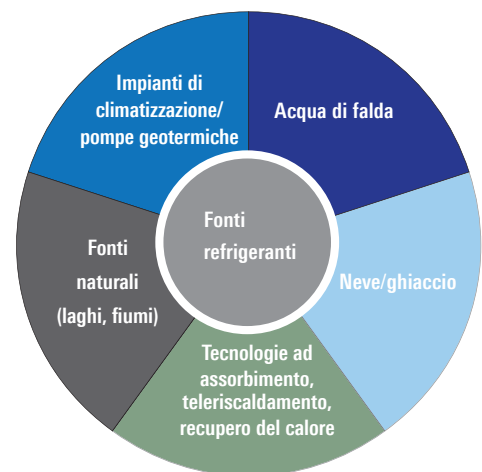 Impianti di
climatizzazione/
pompe geotermiche
Acqua di falda
Fonti
refrigeranti
Fonti
naturali
(laghi, fiumi)
Neve/ghiaccio
Tecnologie ad
assorbimento,
teleriscaldamento,
recupero del calore